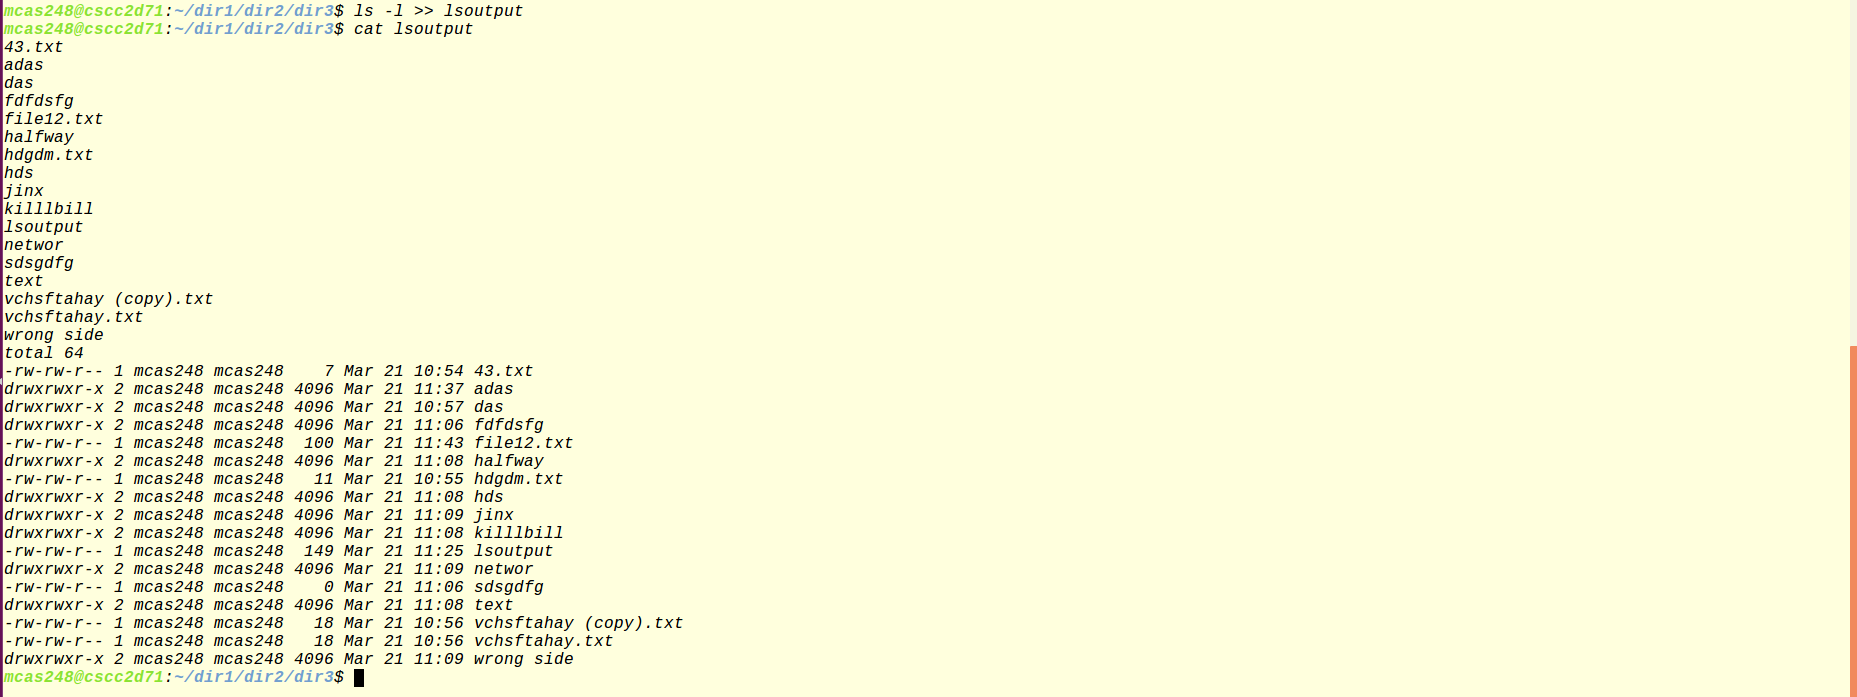 mcas248@cscc2d71:~/dir1/dir2/dir3$ ls -l >> lsoutput
mcas248@cscc2d71:~/dir1/dir2/dir3$ cat lsoutput
43.txt
adas
das
fdfdsfg
file12.txt
halfway
hdgdm.txt
hds
jinx
killlbill
lsoutput
networ
sdsgdfg
text
vchsftahay (copy).txt
vchsftahay.txt
wrong side
total 64
-rw-rw-r-- 1 mcas248 mcas248    7 Mar 21 10:54 43.txt
drwxrwxr-x 2 mcas248 mcas248 4096 Mar 21 11:37 adas
drwxrwxr-x 2 mcas248 mcas248 4096 Mar 21 10:57 das
drwxrwxr-x 2 mcas248 mcas248 4096 Mar 21 11:06 fdfdsfg
-rw-rw-r-- 1 mcas248 mcas248  100 Mar 21 11:43 file12.txt
drwxrwxr-x 2 mcas248 mcas248 4096 Mar 21 11:08 halfway
-rw-rw-r-- 1 mcas248 mcas248   11 Mar 21 10:55 hdgdm.txt
drwxrwxr-x 2 mcas248 mcas248 4096 Mar 21 11:08 hds
drwxrwxr-x 2 mcas248 mcas248 4096 Mar 21 11:09 jinx
drwxrwxr-x 2 mcas248 mcas248 4096 Mar 21 11:08 killlbill
-rw-rw-r-- 1 mcas248 mcas248  149 Mar 21 11:25 lsoutput
drwxrwxr-x 2 mcas248 mcas248 4096 Mar 21 11:09 networ
-rw-rw-r-- 1 mcas248 mcas248    0 Mar 21 11:06 sdsgdfg
drwxrwxr-x 2 mcas248 mcas248 4096 Mar 21 11:08 text
-rw-rw-r-- 1 mcas248 mcas248   18 Mar 21 10:56 vchsftahay (copy).txt
-rw-rw-r-- 1 mcas248 mcas248   18 Mar 21 10:56 vchsftahay.txt
drwxrwxr-x 2 mcas248 mcas248 4096 Mar 21 11:09 wrong side
mcas248@cscc2d71:~/dir1/dir2/dir3$